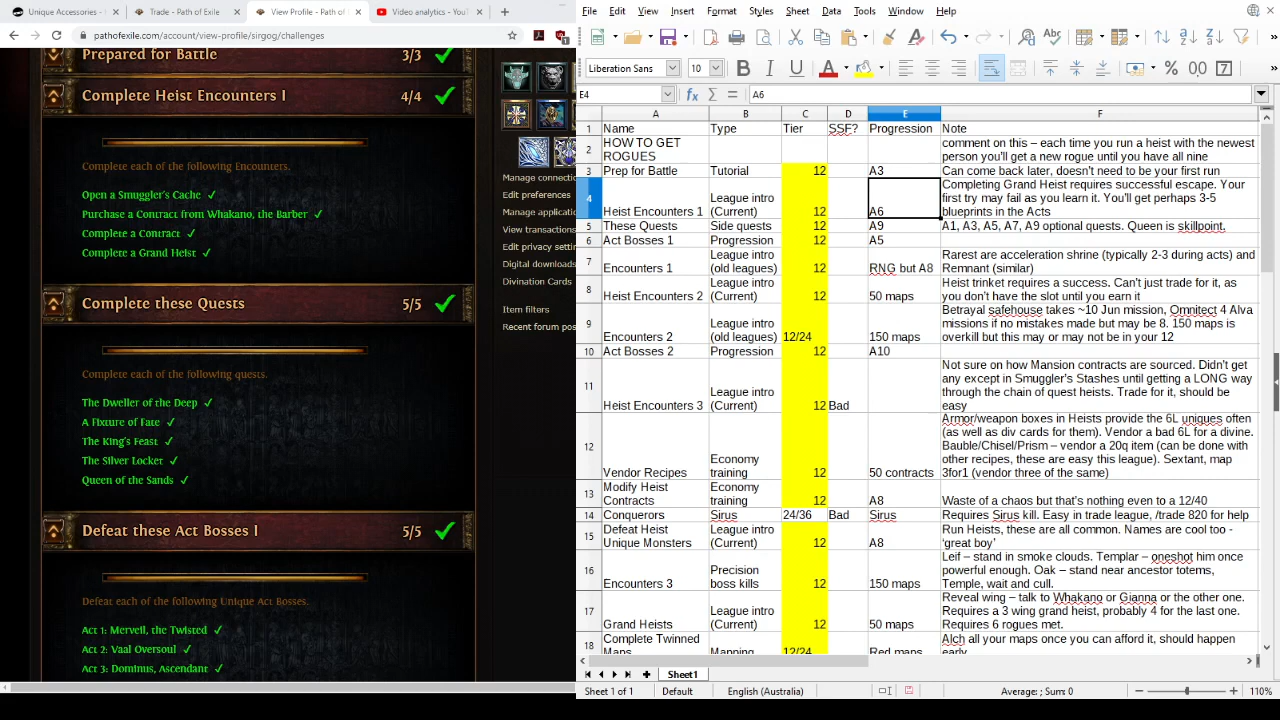 Unique Accessories -
Trade - Path of Exile
View Profile - Path of
Video analytics - You
pathofexile.com/account/view-profile/sirgog/challenges
Prepared for Battle 3/3
Complete Heist Encounters I 4/4
Complete each of the following Encounters.
Open a Smuggler's Cache
Purchase a Contract from Whakano, the Barber
Complete a Contract
Complete a Grand Heist
Complete these Quests 5/5
Complete each of the following quests.
The Dweller of the Deep
A Fixture of Fate
The King's Feast
The Silver Locket
Queen of the Sands
Defeat these Act Bosses I 5/5
Defeat each of the following Unique Act Bosses.
Act 1: Merveil, the Twisted
Act 2: Vaal Oversoul
Act 3: Dominus, Ascendant
Manage connectio
Edit preferences
Manage applicatio
View transactions
Edit privacy settin
Digital downloads
Divination Cards
Item filters
Recent forum pos
File Edit View Insert Format Styles Sheet Data Tools Window Help
Liberation Sans 10
E4 A6
A B C D E F
1 Name Type Tier SSF? Progression Note
2 HOW TO GET
ROGUES
comment on this – each time you run a heist with the newest
person you'll get a new rogue until you have all nine
3 Prep for Battle Tutorial 12 A3 Can come back later, doesn't need to be your first run
4 Heist Encounters 1 League intro
(Current) 12 A6
Completing Grand Heist requires successful escape. Your
first try may fail as you learn it. You'll get perhaps 3-5
blueprints in the Acts
5 These Quests Side quests 12 A9 A1, A3, A5, A7, A9 optional quests. Queen is skillpoint.
6 Act Bosses 1 Progression 12 A5
7 Encounters 1 League intro
(old leagues) 12 RNG but A8
Rarest are acceleration shrine (typically 2-3 during acts) and
Remnant (similar)
8 Heist Encounters 2 League intro
(Current) 12 50 maps
Heist trinket requires a success. Can't just trade for it, as
you don't have the slot until you earn it
9 Encounters 2 League intro
(old leagues) 12/24 150 maps
Betrayal safehouse takes ~10 Jun mission, Omnitect 4 Alva
missions if no mistakes made but may be 8. 150 maps is
overkill but this may or may not be in your 12
10 Act Bosses 2 Progression 12 A10
11 Heist Encounters 3 League intro
(Current) 12 Bad
Not sure on how Mansion contracts are sourced. Didn't get
any except in Smuggler's Stashes until getting a LONG way
through the chain of quest heists. Trade for it, should be
easy
12 Vendor Recipes Economy
training 12 50 contracts
Armor/weapon boxes in Heists provide the 6L uniques often
(as well as div cards for them). Vendor a bad 6L for a divine.
Bauble/Chisel/Prism – vendor a 20q item (can be done with
other recipes, these are easy this league). Sextant, map
3for1 (vendor three of the same)
13 Modify Heist
Contracts Economy
training 12 A8 Waste of a chaos but that's nothing even to a 12/40
14 Conquerors Sirus 24/36 Bad Sirus Requires Sirus kill. Easy in trade league, /trade 820 for help
15 Defeat Heist
Unique Monsters League intro
(Current) 12 A8
Run Heists, these are all common. Names are cool too -
'great boy'
16 Encounters 3 Precision
boss kills 12 150 maps
Leif – stand in smoke clouds. Templar – oneshot him once
powerful enough. Oak – stand near ancestor totems,
Temple, wait and cull.
17 Grand Heists League intro
(Current) 12 50 maps
Reveal wing – talk to Whakano or Gianna or the other one.
Requires a 3 wing grand heist, probably 4 for the last one.
Requires 6 rogues met.
18 Complete Twinned
Maps Mapping 12/24 Red maps
Alch all your maps once you can afford it, should happen
early
Sheet1
Sheet 1 of 1 Default English (Australia) Average: ; Sum: 0 110%